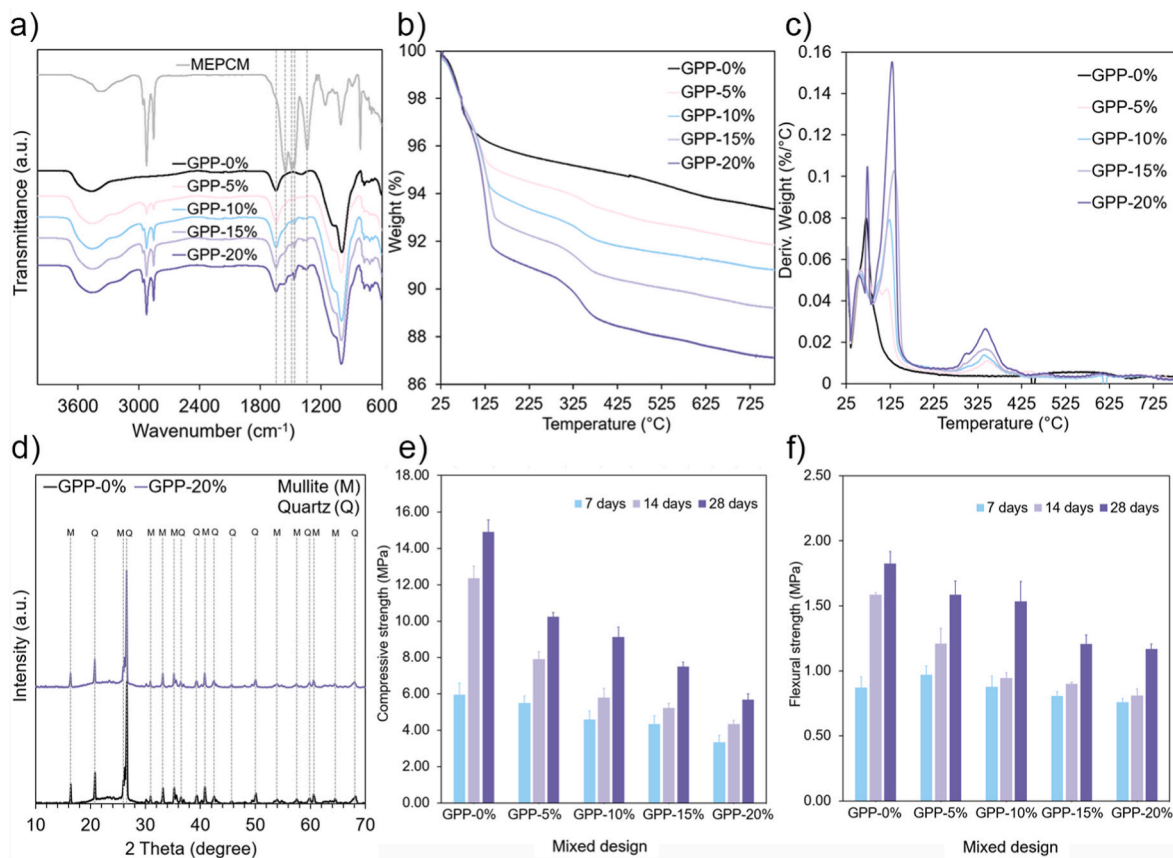 a)
MEPCM
GPP-0%
GPP-5%
GPP-10%
GPP-15%
GPP-20%
Transmittance (a.u.)
3600 3000 2400 1800 1200 600
Wavenumber (cm-1)
b)
GPP-0%
GPP-5%
GPP-10%
GPP-15%
GPP-20%
Weight (%)
100
98
96
94
92
90
88
86
25 125 225 325 425 525 625 725
Temperature (°C)
c)
GPP-0%
GPP-5%
GPP-10%
GPP-15%
GPP-20%
Deriv. Weight (%/°C)
0.16
0.14
0.12
0.10
0.08
0.06
0.04
0.02
0
25 125 225 325 425 525 625 725
Temperature (°C)
d)
GPP-0% GPP-20% Mullite (M)
Quartz (Q)
M Q M Q M M M Q Q M Q Q Q M M Q M M Q
Intensity (a.u.)
10 20 30 40 50 60 70
2 Theta (degree)
e)
7 days 14 days 28 days
Compressive strength (MPa)
18.00
16.00
14.00
12.00
10.00
8.00
6.00
4.00
2.00
0.00
GPP-0% GPP-5% GPP-10% GPP-15% GPP-20%
Mixed design
f)
7 days 14 days 28 days
Flexural strength (MPa)
2.50
2.00
1.50
1.00
0.50
0.00
GPP-0% GPP-5% GPP-10% GPP-15% GPP-20%
Mixed design